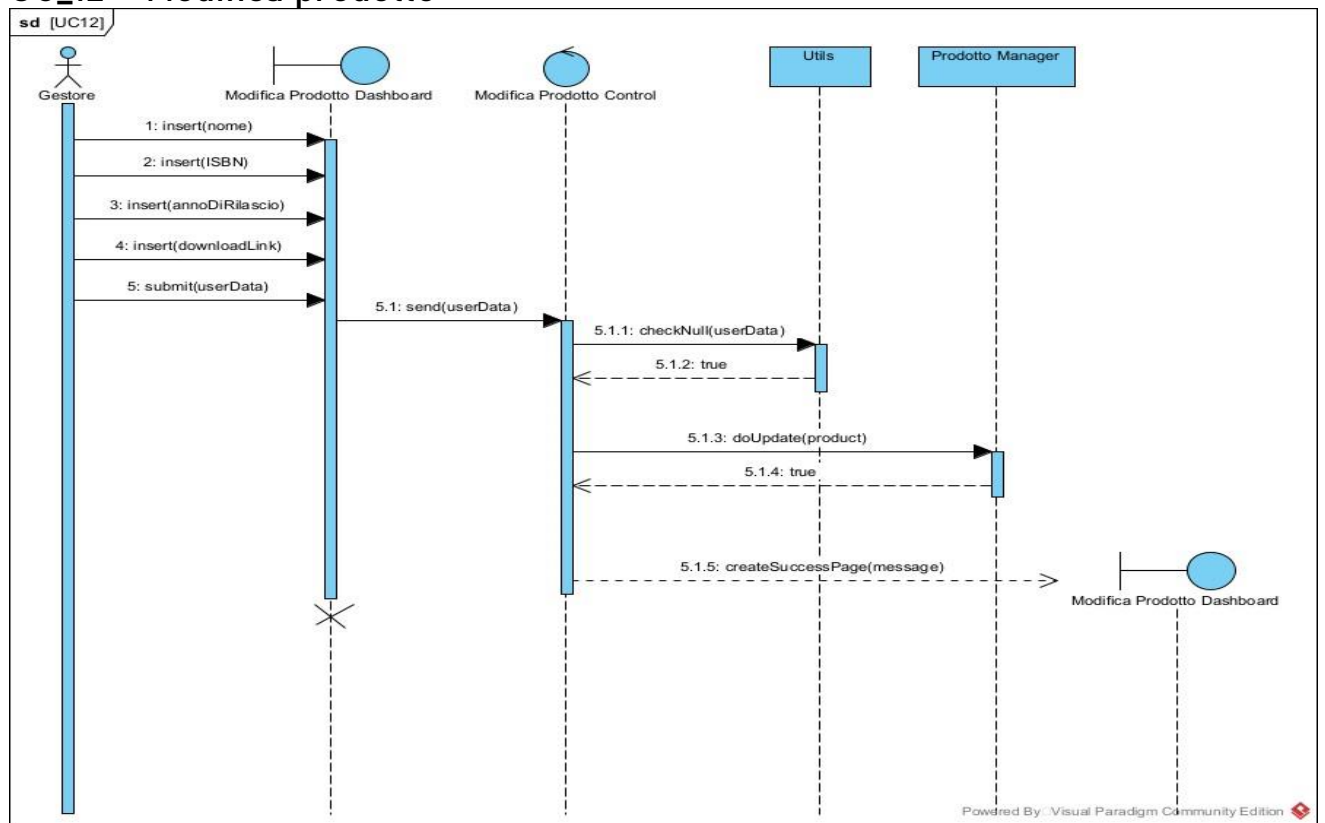 sd [UC12]
Gestore
Modifica Prodotto Dashboard
Modifica Prodotto Control
Utils
Prodotto Manager
1: insert(nome)
2: insert(ISBN)
3: insert(annoDiRilascio)
4: insert(downloadLink)
5: submit(userData)
5.1: send(userData)
5.1.1: checkNull(userData)
5.1.2: true
5.1.3: doUpdate(product)
5.1.4: true
5.1.5: createSuccessPage(message)
Modifica Prodotto Dashboard
Powered By Visual Paradigm Community Edition